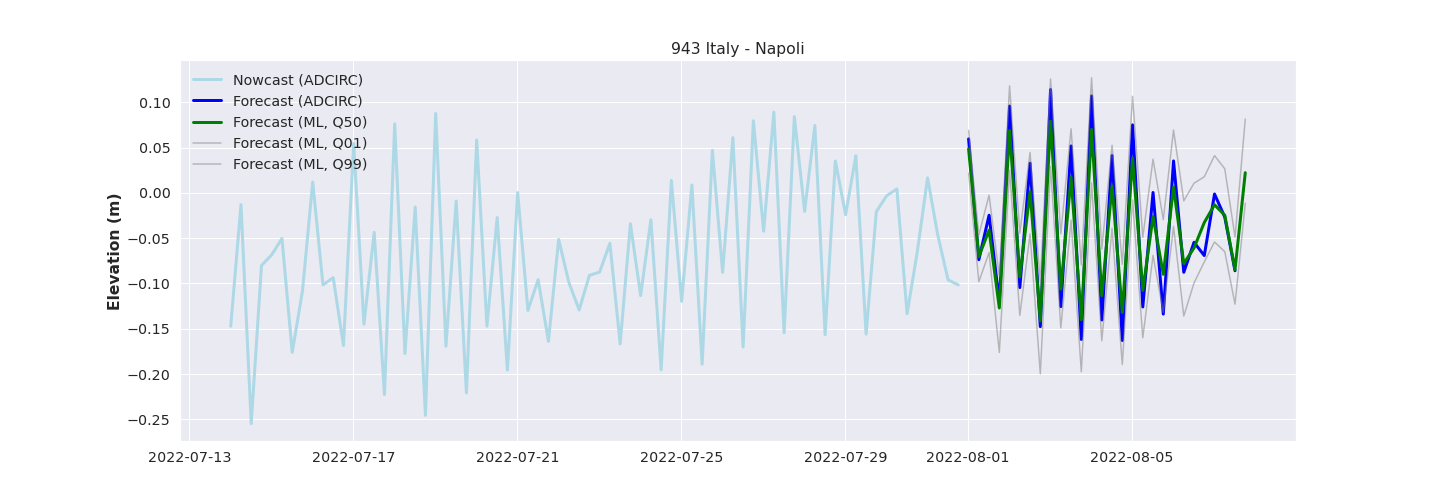 943 Italy - Napoli
Nowcast (ADCIRC)
Forecast (ADCIRC)
Forecast (ML, Q50)
Forecast (ML, Q01)
Forecast (ML, Q99)
Elevation (m)
0.10
0.05
0.00
−0.05
−0.10
−0.15
−0.20
−0.25
2022-07-13 2022-07-17 2022-07-21 2022-07-25 2022-07-29 2022-08-01 2022-08-05